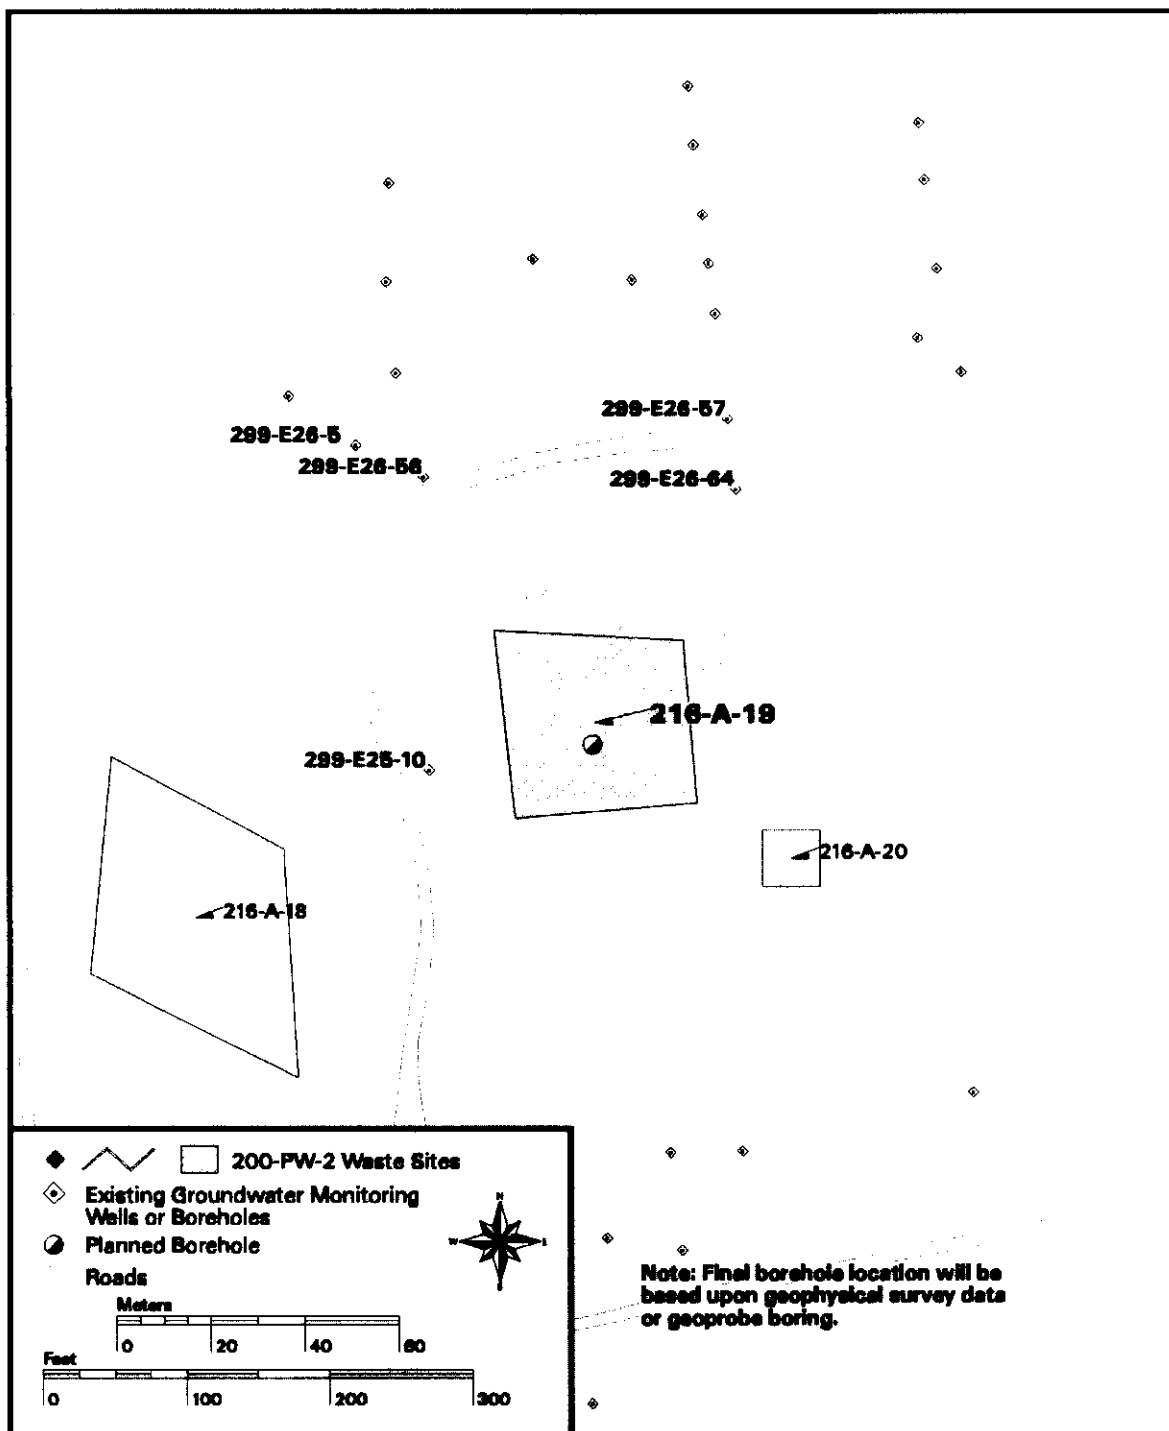 299-E26-57
299-E26-5
299-E26-56
299-E26-64
216-A-19
299-E25-10
216-A-20
216-A-18
200-PW-2 Waste Sites
Existing Groundwater Monitoring
Wells or Boreholes
Planned Borehole
Roads
N
W
E
S
Meters
0 20 40 60
Feet
0 100 200 300
Note: Final borehole location will be
based upon geophysical survey data
or geoprobe boring.